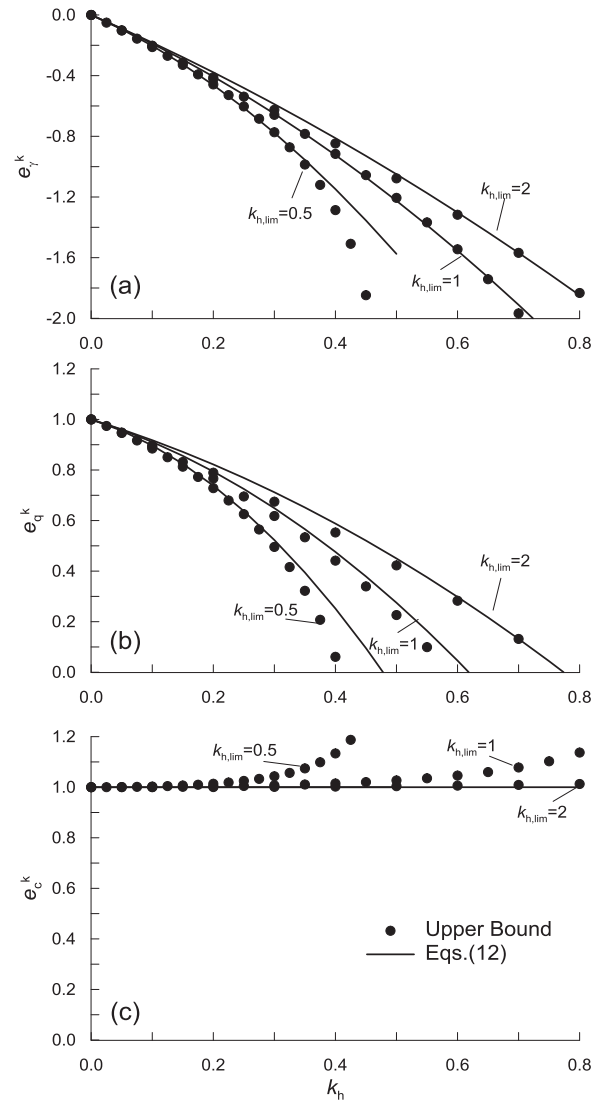 0.0
-0.4
-0.8
-1.2
-1.6
-2.0
e_γ^k
k_h,lim=2
k_h,lim=0.5
k_h,lim=1
(a)
0.0 0.2 0.4 0.6 0.8
1.2
1.0
0.8
0.6
0.4
0.2
0.0
e_q^k
k_h,lim=2
k_h,lim=0.5
k_h,lim=1
(b)
0.0 0.2 0.4 0.6 0.8
1.2
1.0
0.8
0.6
0.4
0.2
0.0
e_c^k
k_h,lim=0.5
k_h,lim=1
k_h,lim=2
Upper Bound
Eqs.(12)
(c)
0.0 0.2 0.4 0.6 0.8
k_h